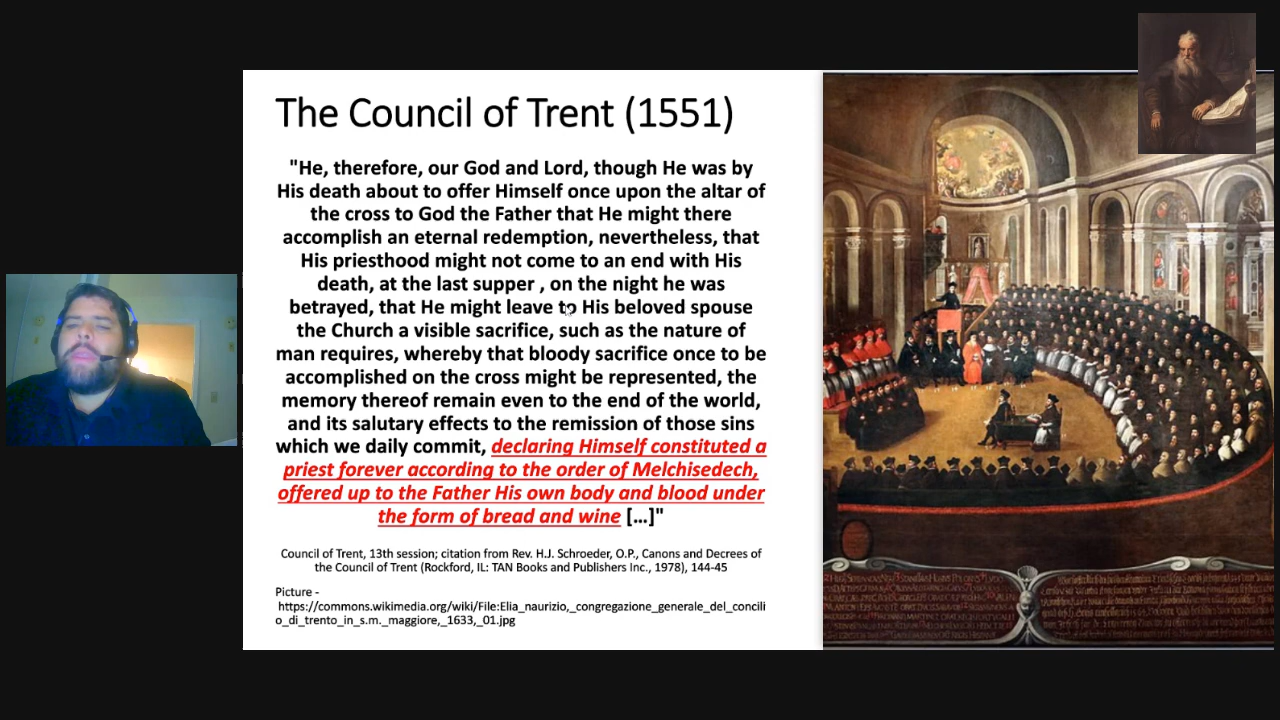 The Council of Trent (1551)
"He, therefore, our God and Lord, though He was by
His death about to offer Himself once upon the altar of
the cross to God the Father that He might there
accomplish an eternal redemption, nevertheless, that
His priesthood might not come to an end with His
death, at the last supper , on the night he was
betrayed, that He might leave to His beloved spouse
the Church a visible sacrifice, such as the nature of
man requires, whereby that bloody sacrifice once to be
accomplished on the cross might be represented, the
memory thereof remain even to the end of the world,
and its salutary effects to the remission of those sins
which we daily commit, declaring Himself constituted a
priest forever according to the order of Melchisedech,
offered up to the Father His own body and blood under
the form of bread and wine [...]"
Council of Trent, 13th session; citation from Rev. H.J. Schroeder, O.P., Canons and Decrees of
the Council of Trent (Rockford, IL: TAN Books and Publishers Inc., 1978), 144-45
Picture -
https://commons.wikimedia.org/wiki/File:Elia_naurizio,_congregazione_generale_del_concili
o_di_trento_in_s.m._maggiore,_1633,_01.jpg